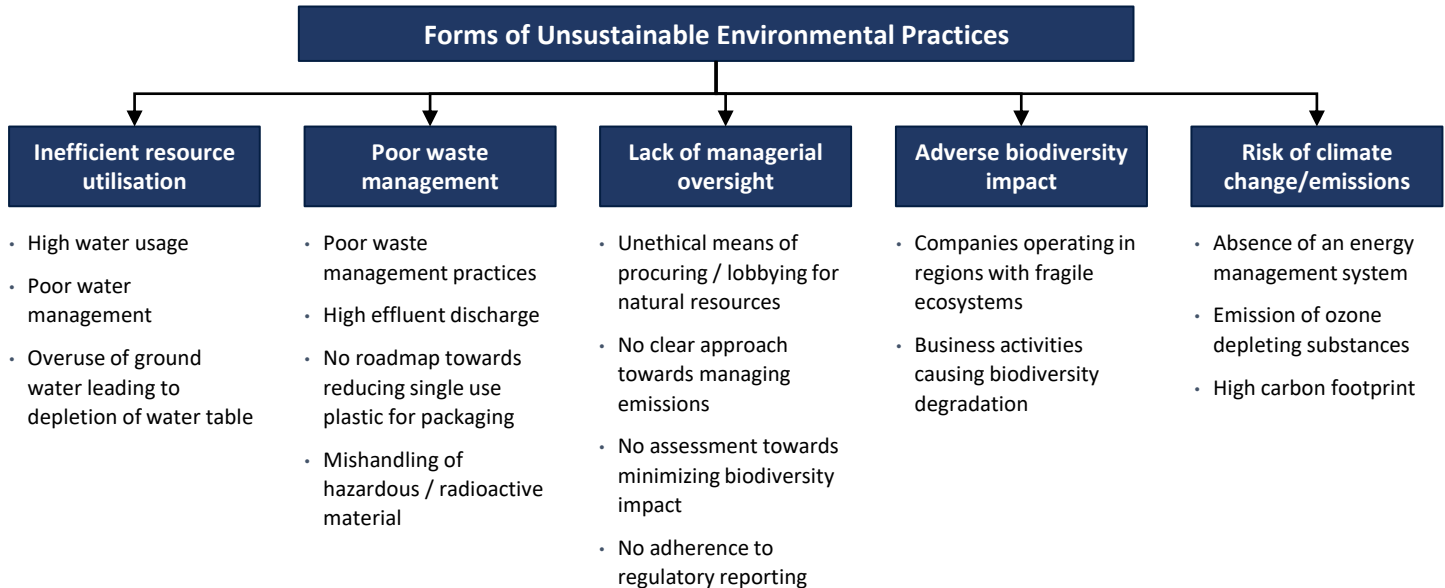 Forms of Unsustainable Environmental Practices
Inefficient resource
utilisation
• High water usage
• Poor water
management
• Overuse of ground
water leading to
depletion of water table
Poor waste
management
• Poor waste
management practices
• High effluent discharge
• No roadmap towards
reducing single use
plastic for packaging
• Mishandling of
hazardous / radioactive
material
Lack of managerial
oversight
• Unethical means of
procuring / lobbying for
natural resources
• No clear approach
towards managing
emissions
• No assessment towards
minimizing biodiversity
impact
• No adherence to
regulatory reporting
Adverse biodiversity
impact
• Companies operating in
regions with fragile
ecosystems
• Business activities
causing biodiversity
degradation
Risk of climate
change/emissions
• Absence of an energy
management system
• Emission of ozone
depleting substances
• High carbon footprint